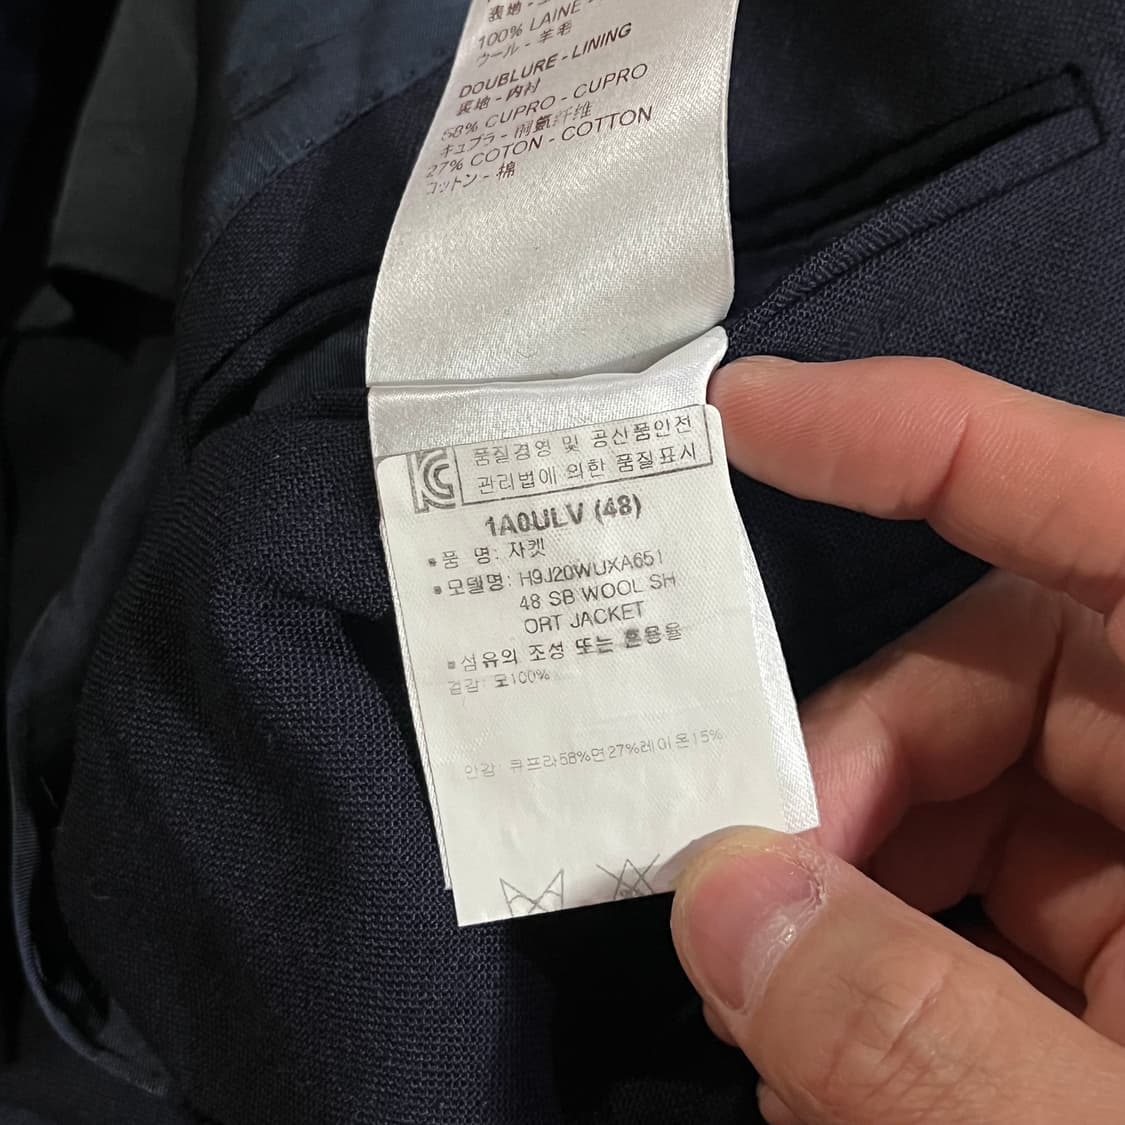 表地 -
100% LAINE -
ウール - 羊毛
DOUBLURE - LINING
裏地 - 内衬
58% CUPRO - CUPRO
キュプラ - 铜氨纤维
27% COTON - COTTON
コットン - 棉
품질경영 및 공산품안전
관리법에 의한 품질표시
1A0ULV (48)
▪품 명: 자켓
▪모델명: H9J20WUXA651
48 SB WOOL SH
ORT JACKET
▪섬유의 조성 또는 혼용율
겉감: 모100%
안감: 큐프라58%면27%레이온15%